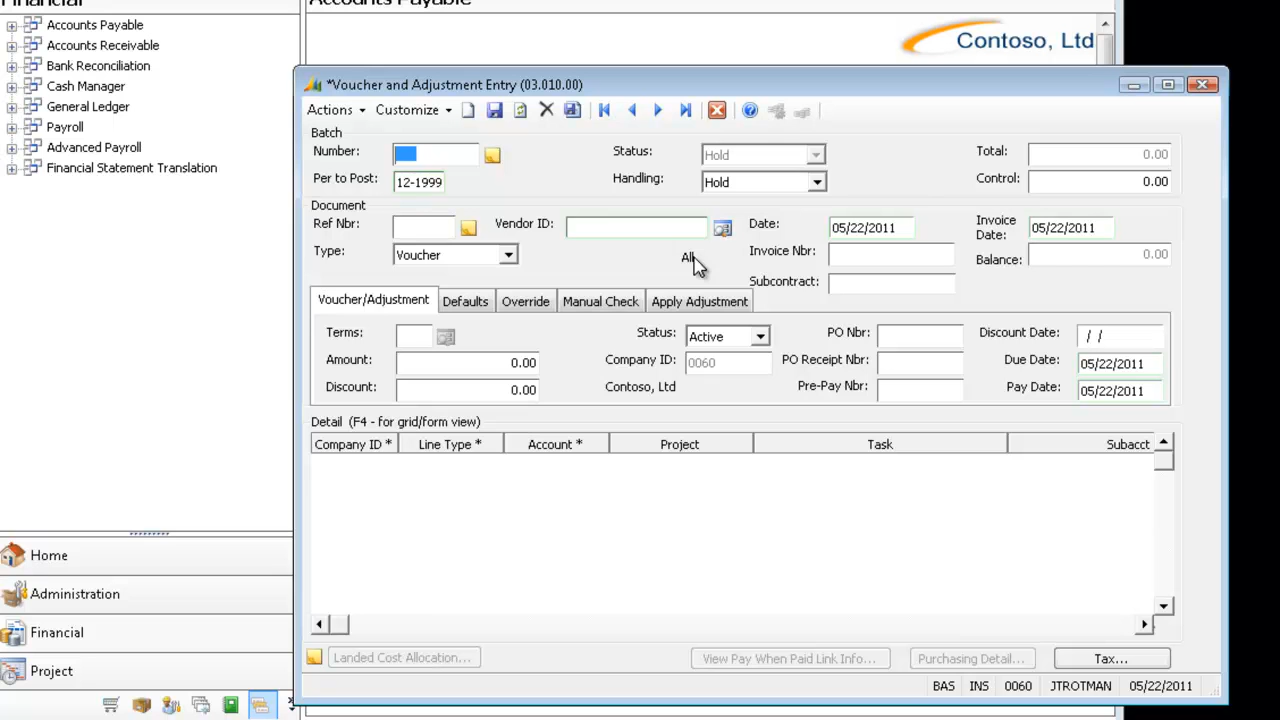 Financial
Accounts Payable
Accounts Payable
Accounts Receivable
Bank Reconciliation
Cash Manager
General Ledger
Payroll
Advanced Payroll
Financial Statement Translation
Home
Administration
Financial
Project
Contoso, Ltd
*Voucher and Adjustment Entry (03.010.00)
Actions Customize
Batch
Number: Status: Hold Total: 0.00
Per to Post: 12-1999 Handling: Hold Control: 0.00
Document
Ref Nbr: Vendor ID: Date: 05/22/2011 Invoice Date: 05/22/2011
Type: Voucher Invoice Nbr: Balance: 0.00
Subcontract:
Voucher/Adjustment Defaults Override Manual Check Apply Adjustment
Terms: Status: Active PO Nbr: Discount Date: / /
Amount: 0.00 Company ID: 0060 PO Receipt Nbr: Due Date: 05/22/2011
Discount: 0.00 Contoso, Ltd Pre-Pay Nbr: Pay Date: 05/22/2011
Detail (F4 - for grid/form view)
Company ID * Line Type * Account * Project Task Subacct
Landed Cost Allocation... View Pay When Paid Link Info... Purchasing Detail... Tax...
BAS INS 0060 JTROTMAN 05/22/2011